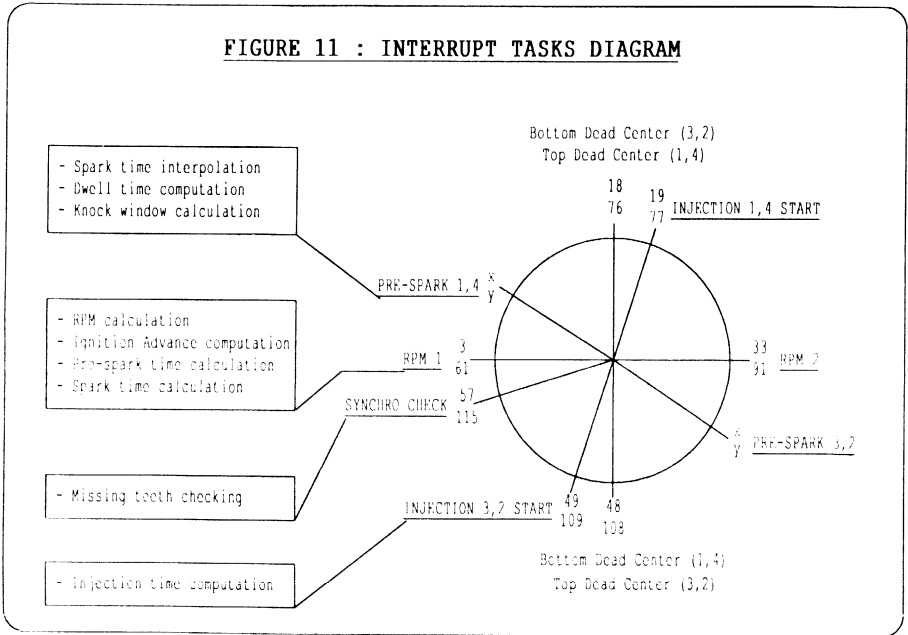 FIGURE 11 : INTERRUPT TASKS DIAGRAM
Bottom Dead Center (3,2)
Top Dead Center (1,4)
- Spark time interpolation
- Dwell time computation
- Knock window calculation
18
76
19
77
INJECTION 1,4 START
PRE-SPARK 1,4
x
y
- RPM calculation
- Ignition Advance computation
- Pre-spark time calculation
- Spark time calculation
RPM 1
3
61
33
91
RPM 2
SYNCHRO CHECK
57
115
x
y
PRE-SPARK 3,2
- Missing teeth checking
INJECTION 3,2 START
49
109
48
108
Bottom Dead Center (1,4)
Top Dead Center (3,2)
- Injection time computation